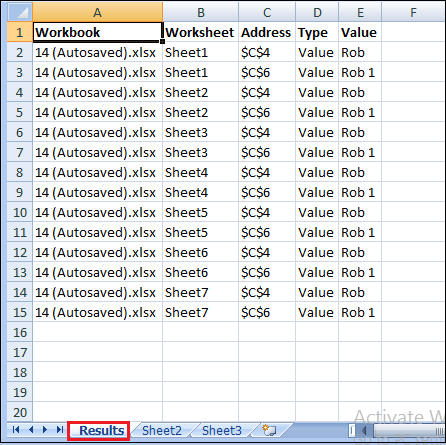 A B C D E F
1 Workbook Worksheet Address Type Value
2 14 (Autosaved).xlsx Sheet1 $C$4 Value Rob
3 14 (Autosaved).xlsx Sheet1 $C$6 Value Rob 1
4 14 (Autosaved).xlsx Sheet2 $C$4 Value Rob
5 14 (Autosaved).xlsx Sheet2 $C$6 Value Rob 1
6 14 (Autosaved).xlsx Sheet3 $C$4 Value Rob
7 14 (Autosaved).xlsx Sheet3 $C$6 Value Rob 1
8 14 (Autosaved).xlsx Sheet4 $C$4 Value Rob
9 14 (Autosaved).xlsx Sheet4 $C$6 Value Rob 1
10 14 (Autosaved).xlsx Sheet5 $C$4 Value Rob
11 14 (Autosaved).xlsx Sheet5 $C$6 Value Rob 1
12 14 (Autosaved).xlsx Sheet6 $C$4 Value Rob
13 14 (Autosaved).xlsx Sheet6 $C$6 Value Rob 1
14 14 (Autosaved).xlsx Sheet7 $C$4 Value Rob
15 14 (Autosaved).xlsx Sheet7 $C$6 Value Rob 1
16
17
18
19
20
Activate W
Results Sheet2 Sheet3